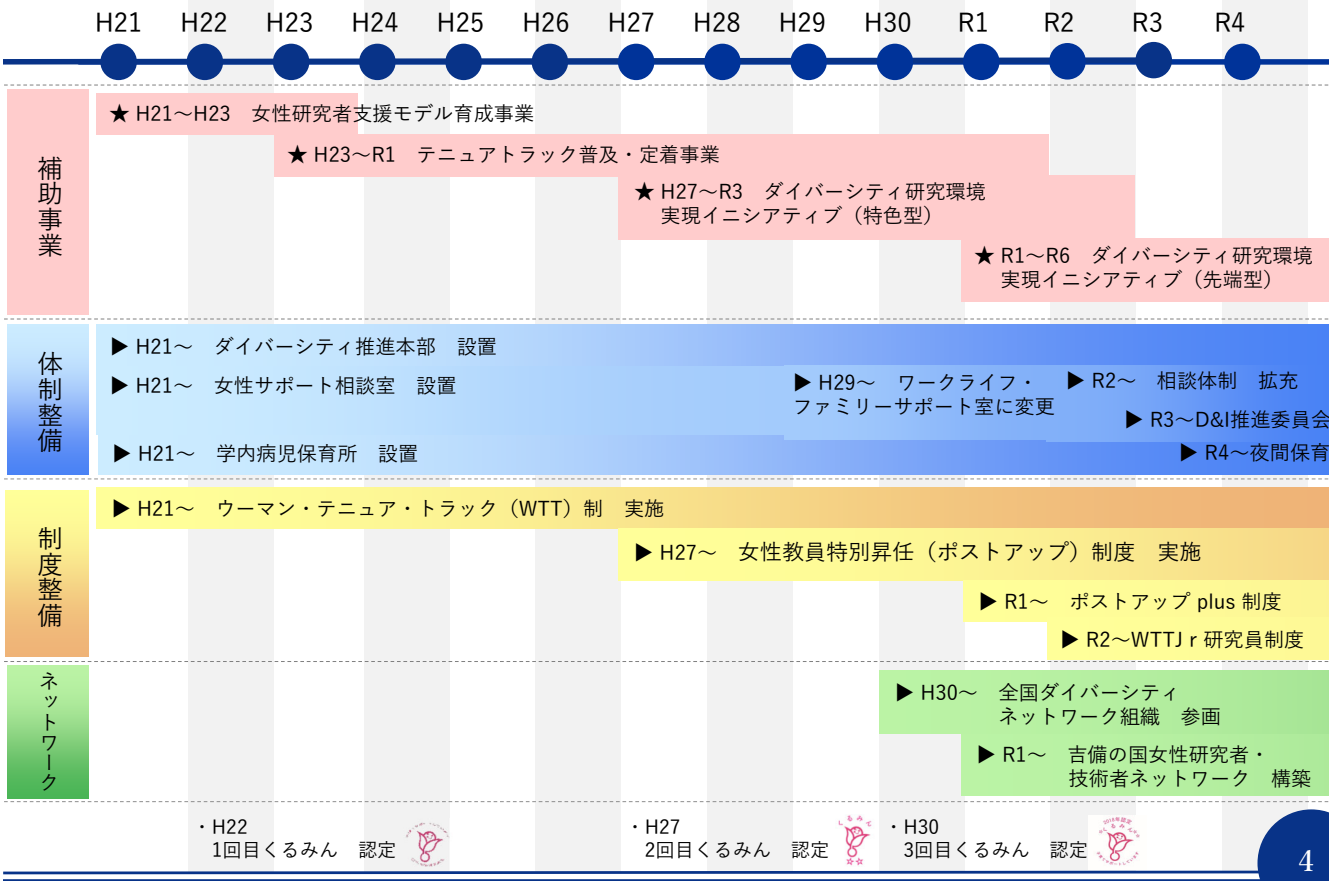 H21 H22 H23 H24 H25 H26 H27 H28 H29 H30 R1 R2 R3 R4
補助事業
★ H21～H23 女性研究者支援モデル育成事業
★ H23～R1 テニュアトラック普及・定着事業
★ H27～R3 ダイバーシティ研究環境
実現イニシアティブ（特色型）
★ R1～R6 ダイバーシティ研究環境
実現イニシアティブ（先端型）
体制整備
▶ H21～ ダイバーシティ推進本部 設置
▶ H21～ 女性サポート相談室 設置
▶ H29～ ワークライフ・
ファミリーサポート室に変更
▶ R2～ 相談体制 拡充
▶ R3～D&I推進委員会
▶ H21～ 学内病児保育所 設置
▶ R4～夜間保育
制度整備
▶ H21～ ウーマン・テニュア・トラック（WTT）制 実施
▶ H27～ 女性教員特別昇任（ポストアップ）制度 実施
▶ R1～ ポストアップ plus 制度
▶ R2～WTTJ r 研究員制度
ネットワーク
▶ H30～ 全国ダイバーシティ
ネットワーク組織 参画
▶ R1～ 吉備の国女性研究者・
技術者ネットワーク 構築
・H22
1回目くるみん 認定
・H27
2回目くるみん 認定
くるみん
・H30
3回目くるみん 認定
4